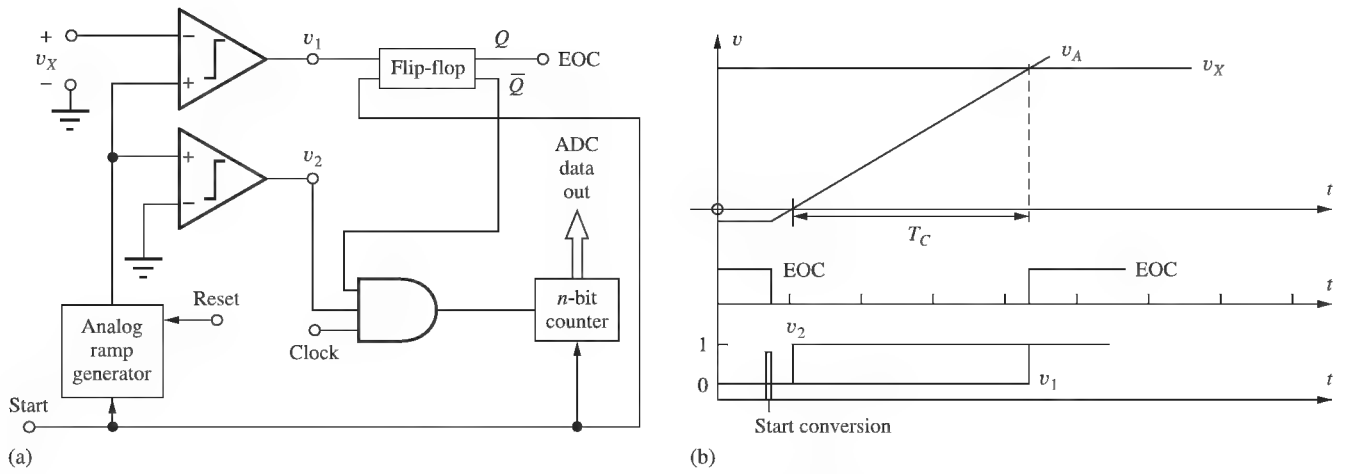 +
v_X
−
−
+
v_1
Flip-flop
Q
EOC
Q̅
+
−
v_2
ADC
data
out
Analog
ramp
generator
Reset
Clock
n-bit
counter
Start
(a)
v
v_A
v_X
t
T_C
EOC
EOC
t
v_2
1
0
v_1
t
Start conversion
(b)